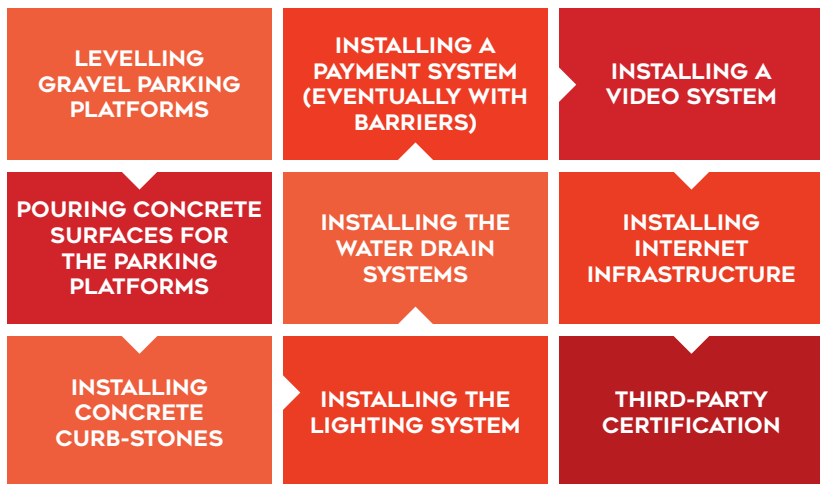 LEVELLING
GRAVEL PARKING
PLATFORMS
POURING CONCRETE
SURFACES FOR
THE PARKING
PLATFORMS
INSTALLING
CONCRETE
CURB-STONES
INSTALLING THE
LIGHTING SYSTEM
INSTALLING THE
WATER DRAIN
SYSTEMS
INSTALLING A
PAYMENT SYSTEM
(EVENTUALLY WITH
BARRIERS)
INSTALLING A
VIDEO SYSTEM
INSTALLING
INTERNET
INFRASTRUCTURE
THIRD-PARTY
CERTIFICATION